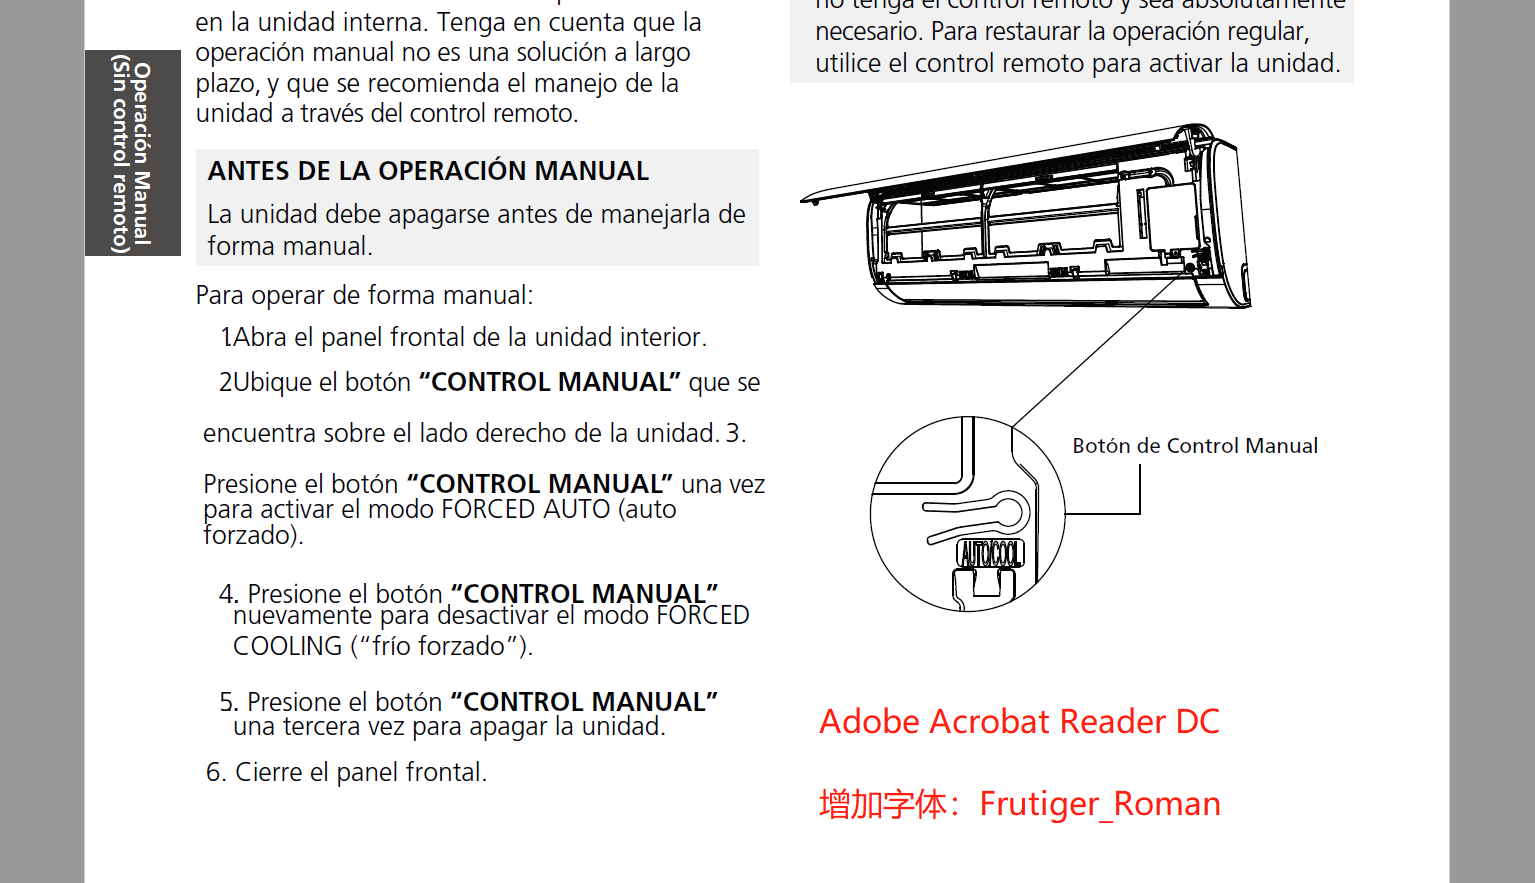 en la unidad interna. Tenga en cuenta que la
operación manual no es una solución a largo
plazo, y que se recomienda el manejo de la
unidad a través del control remoto.
Operación Manual
(Sin control remoto)
ANTES DE LA OPERACIÓN MANUAL
La unidad debe apagarse antes de manejarla de
forma manual.
Para operar de forma manual:
1.Abra el panel frontal de la unidad interior.
2Ubique el botón “CONTROL MANUAL” que se
encuentra sobre el lado derecho de la unidad. 3.
Presione el botón “CONTROL MANUAL” una vez
para activar el modo FORCED AUTO (auto
forzado).
4. Presione el botón “CONTROL MANUAL”
nuevamente para desactivar el modo FORCED
COOLING (“frío forzado”).
5. Presione el botón “CONTROL MANUAL”
una tercera vez para apagar la unidad.
6. Cierre el panel frontal.
no tenga el control remoto y sea absolutamente
necesario. Para restaurar la operación regular,
utilice el control remoto para activar la unidad.
Botón de Control Manual
AUTO/COOL
Adobe Acrobat Reader DC
增加字体：Frutiger_Roman